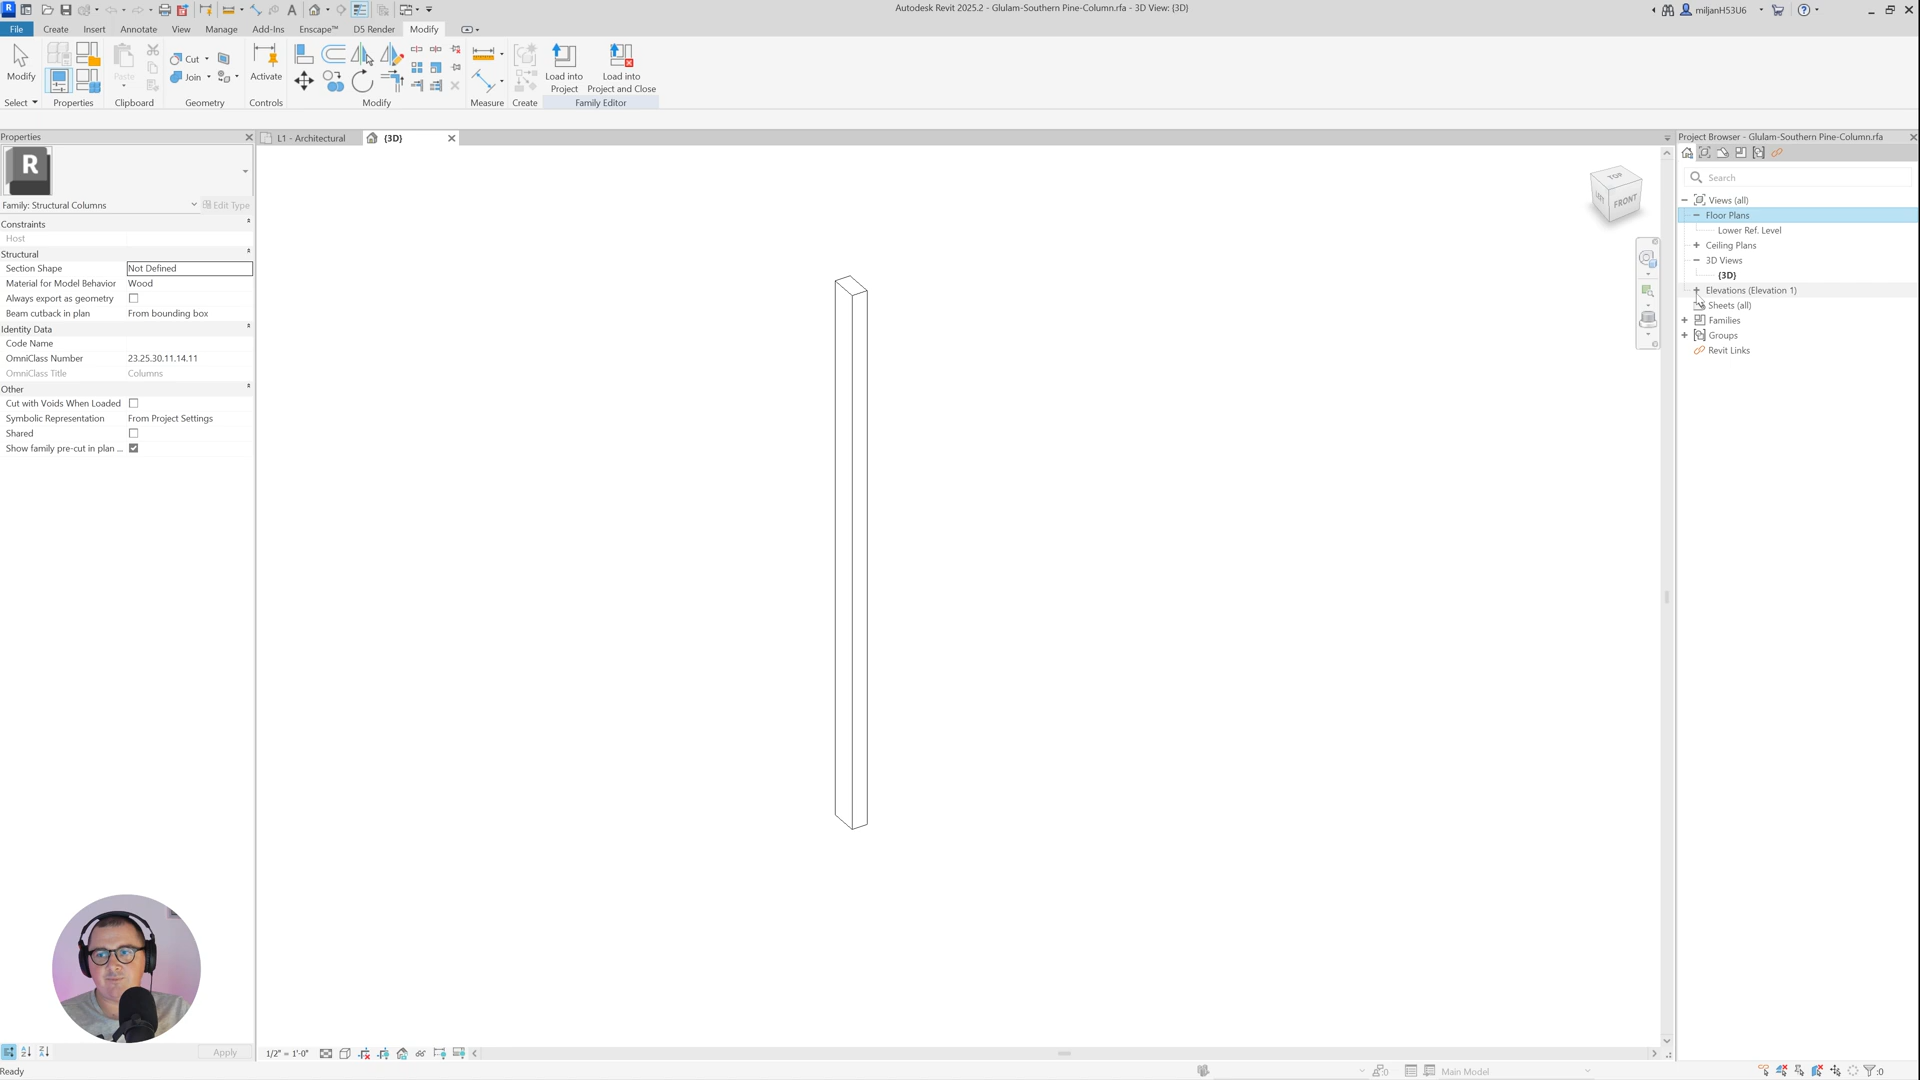 Autodesk Revit 2025.2 - Glulam-Southern Pine-Column.rfa - 3D View: {3D}
miljanH53U6
File
Create
Insert
Annotate
View
Manage
Add-Ins
Enscape™
D5 Render
Modify
Modify
Paste
Cut
Join
Activate
Load into
Project
Load into
Project and Close
Select
Properties
Clipboard
Geometry
Controls
Modify
Measure
Create
Family Editor
Properties
L1 - Architectural
{3D}
Project Browser - Glulam-Southern Pine-Column.rfa
R
Family: Structural Columns
Edit Type
Constraints
Host
Structural
Section Shape
Not Defined
Material for Model Behavior
Wood
Always export as geometry
Beam cutback in plan
From bounding box
Identity Data
Code Name
OmniClass Number
23.25.30.11.14.11
OmniClass Title
Columns
Other
Cut with Voids When Loaded
Symbolic Representation
From Project Settings
Shared
Show family pre-cut in plan ...
TOP
FRONT
Search
Views (all)
Floor Plans
Lower Ref. Level
Ceiling Plans
3D Views
{3D}
Elevations (Elevation 1)
Sheets (all)
Families
Groups
Revit Links
Apply
1/2" = 1'-0"
Ready
:0
Main Model
:0